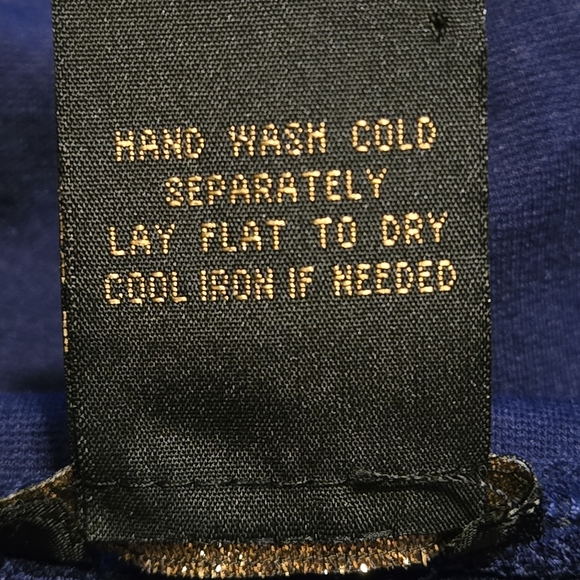 HAND WASH COLD
SEPARATELY
LAY FLAT TO DRY
COOL IRON IF NEEDED